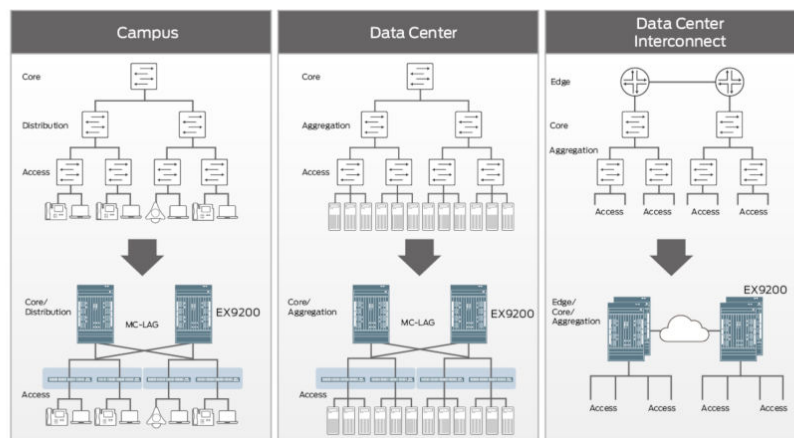 Campus
Core
Distribution
Access
Core/
Distribution
MC-LAG
EX9200
Access
Data Center
Core
Aggregation
Access
Core/
Aggregation
MC-LAG
EX9200
Access
Data Center
Interconnect
Edge
Core
Aggregation
Access Access Access Access
EX9200
Edge/
Core/
Aggregation
Access Access Access Access